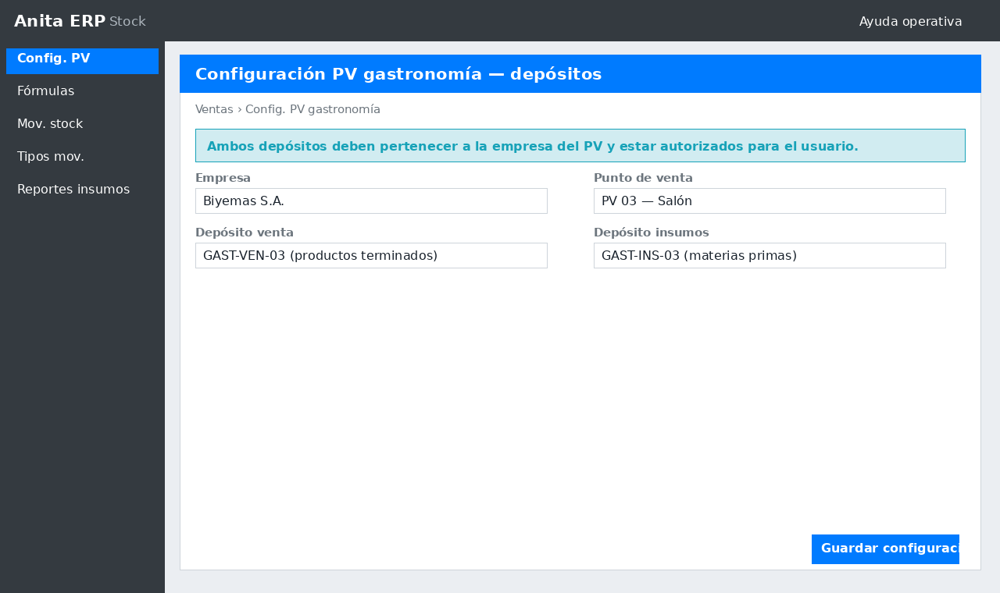 Anita ERP Stock
Ayuda operativa
Config. PV
Fórmulas
Mov. stock
Tipos mov.
Reportes insumos
Configuración PV gastronomía — depósitos
Ventas › Config. PV gastronomía
Ambos depósitos deben pertenecer a la empresa del PV y estar autorizados para el usuario.
Empresa
Biyemas S.A.
Punto de venta
PV 03 — Salón
Depósito venta
GAST-VEN-03 (productos terminados)
Depósito insumos
GAST-INS-03 (materias primas)
Guardar configuraci